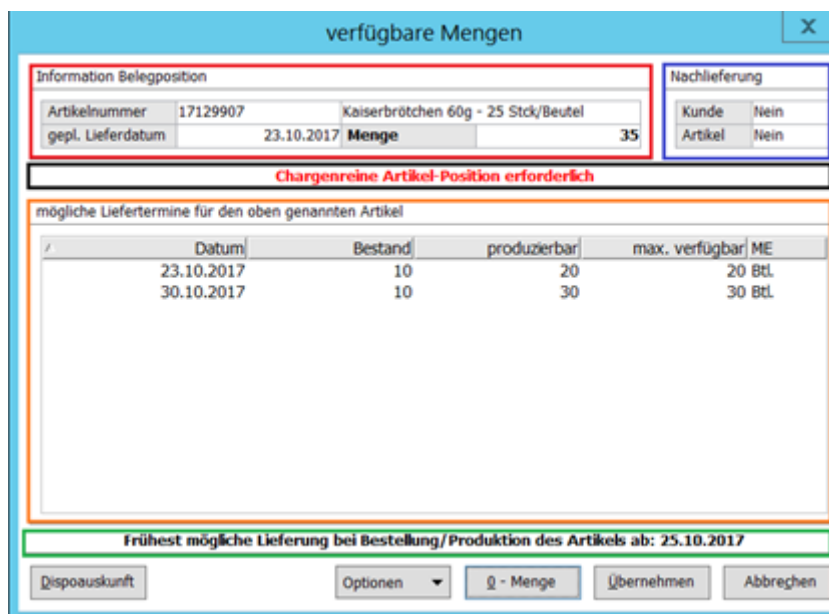 verfügbare Mengen
X
Information Belegposition
Nachlieferung
Artikelnummer 17129907 Kaiserbrötchen 60g - 25 Stck/Beutel
Kunde Nein
gepl. Lieferdatum 23.10.2017 Menge 35
Artikel Nein
Chargenreine Artikel-Position erforderlich
mögliche Liefertermine für den oben genannten Artikel
Datum Bestand produzierbar max. verfügbar ME
23.10.2017 10 20 20 Btl.
30.10.2017 10 30 30 Btl.
Frühest mögliche Lieferung bei Bestellung/Produktion des Artikels ab: 25.10.2017
Dispoauskunft Optionen 0 - Menge Übernehmen Abbrechen